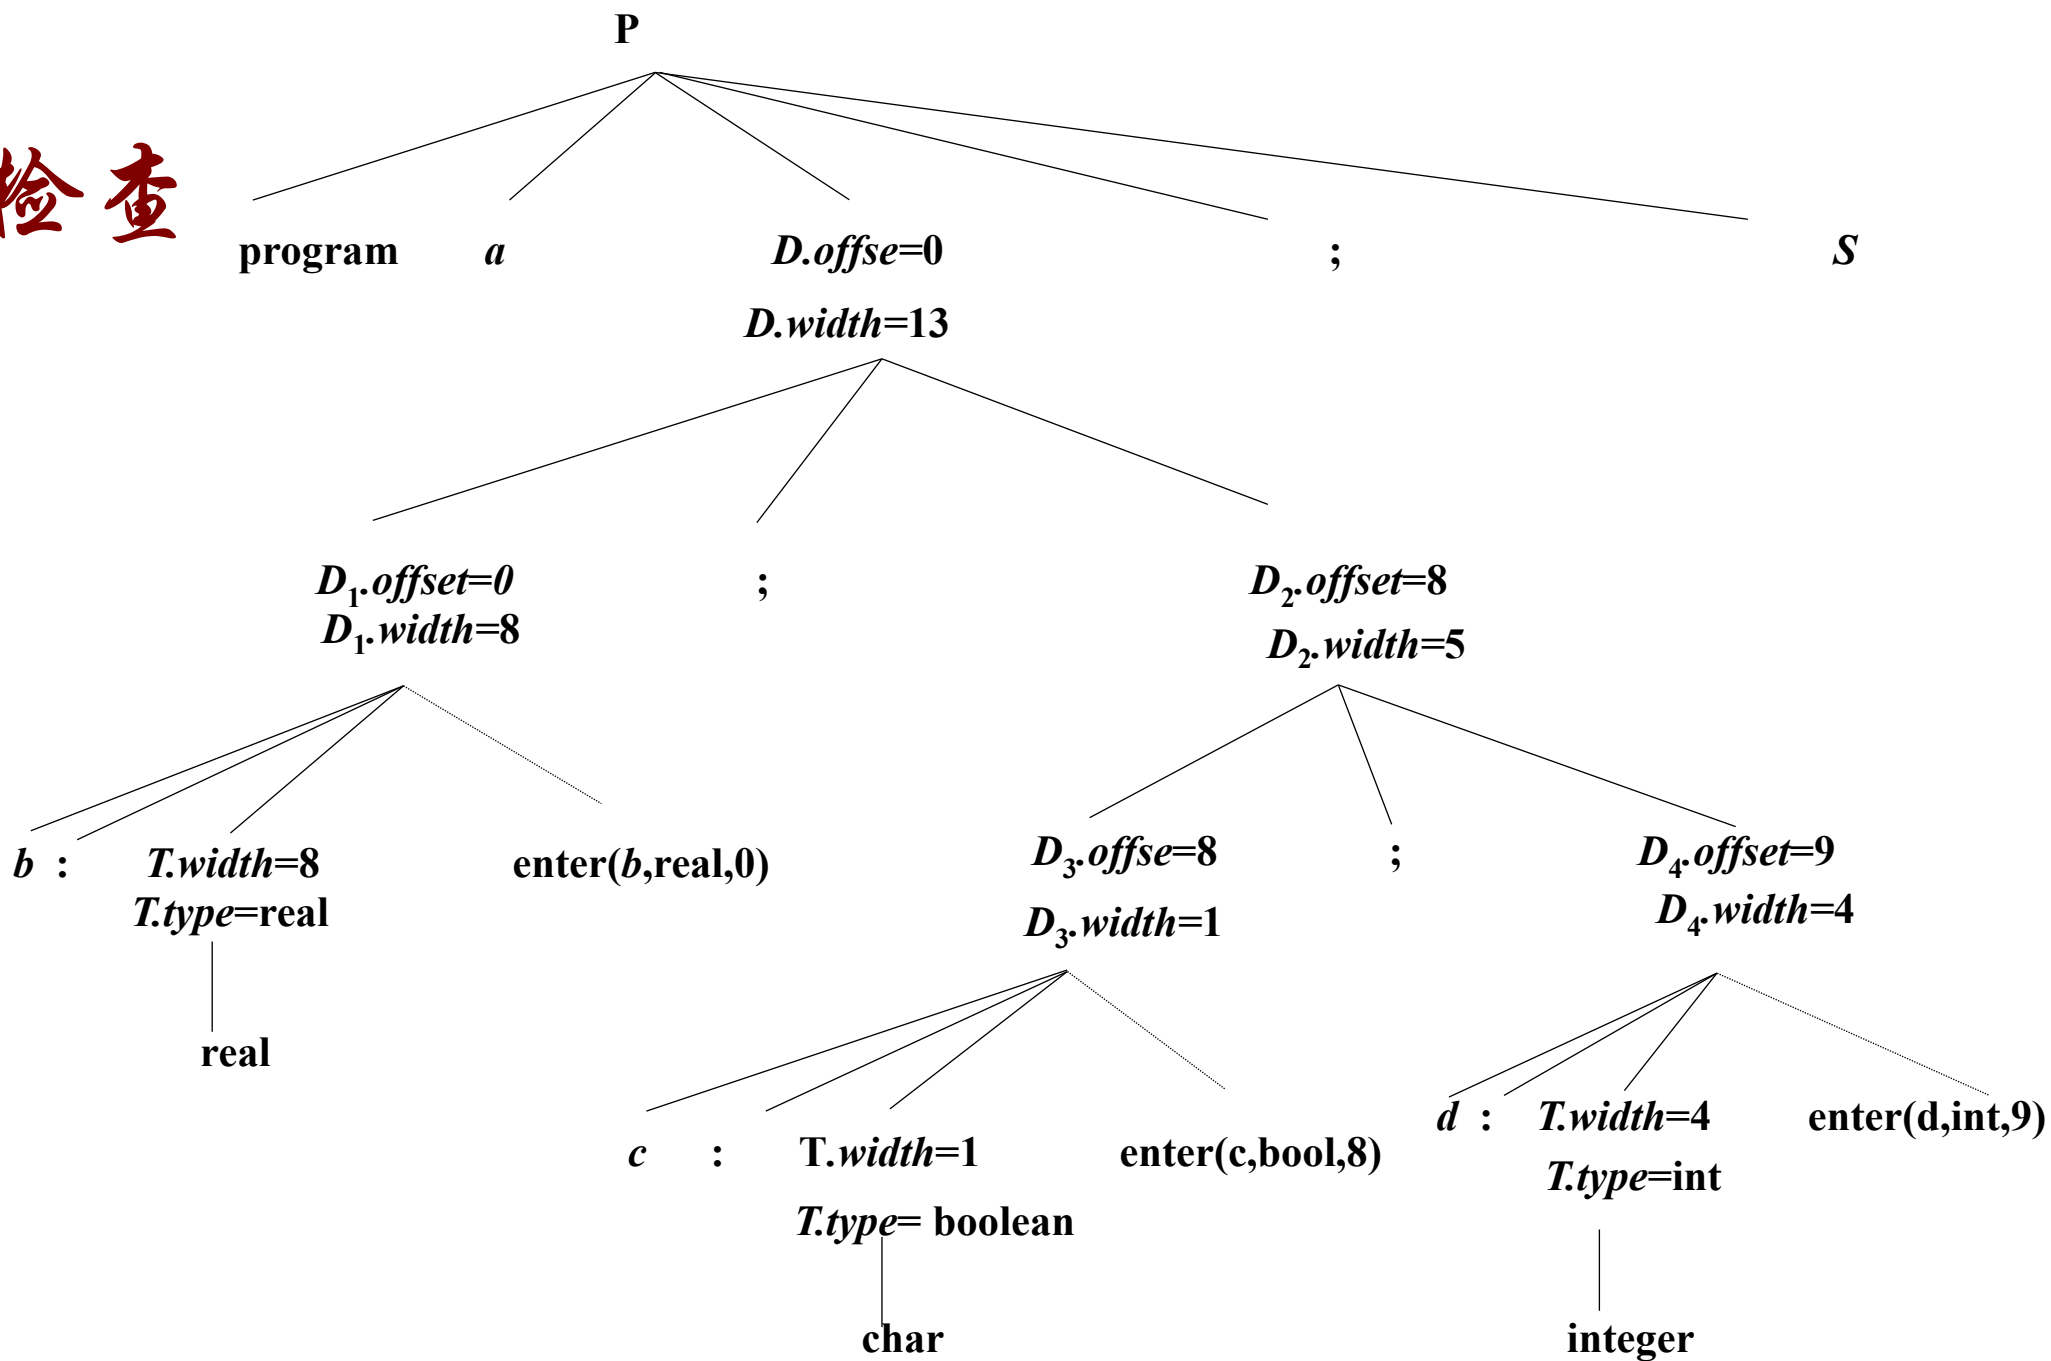 P
检查
program a D.offse=0 ; S
D.width=13
D₁.offset=0 ; D₂.offset=8
D₁.width=8 D₂.width=5
b : T.width=8 enter(b,real,0) D₃.offse=8 ; D₄.offset=9
T.type=real D₃.width=1 D₄.width=4
real
c : T.width=1 enter(c,bool,8) d : T.width=4 enter(d,int,9)
T.type= boolean T.type=int
char integer